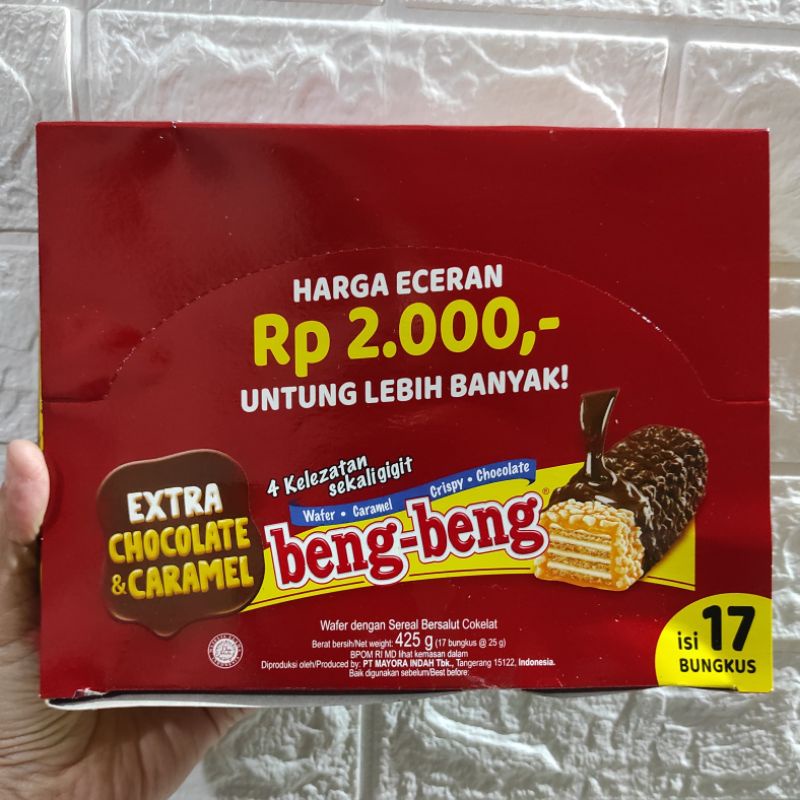 HARGA ECERAN
Rp 2.000,-
UNTUNG LEBIH BANYAK!
4 Kelezatan
sekali gigit
Wafer • Caramel Crispy • Chocolate
beng-beng®
EXTRA
CHOCOLATE
& CARAMEL
Wafer dengan Sereal Bersalut Cokelat
Berat bersih/Net weight: 425 g (17 bungkus @ 25 g)
BPOM RI MD lihat kemasan dalam
Diproduksi oleh/Produced by: PT MAYORA INDAH Tbk., Tangerang 15122, Indonesia.
Baik digunakan sebelum/Best before:
isi 17
BUNGKUS